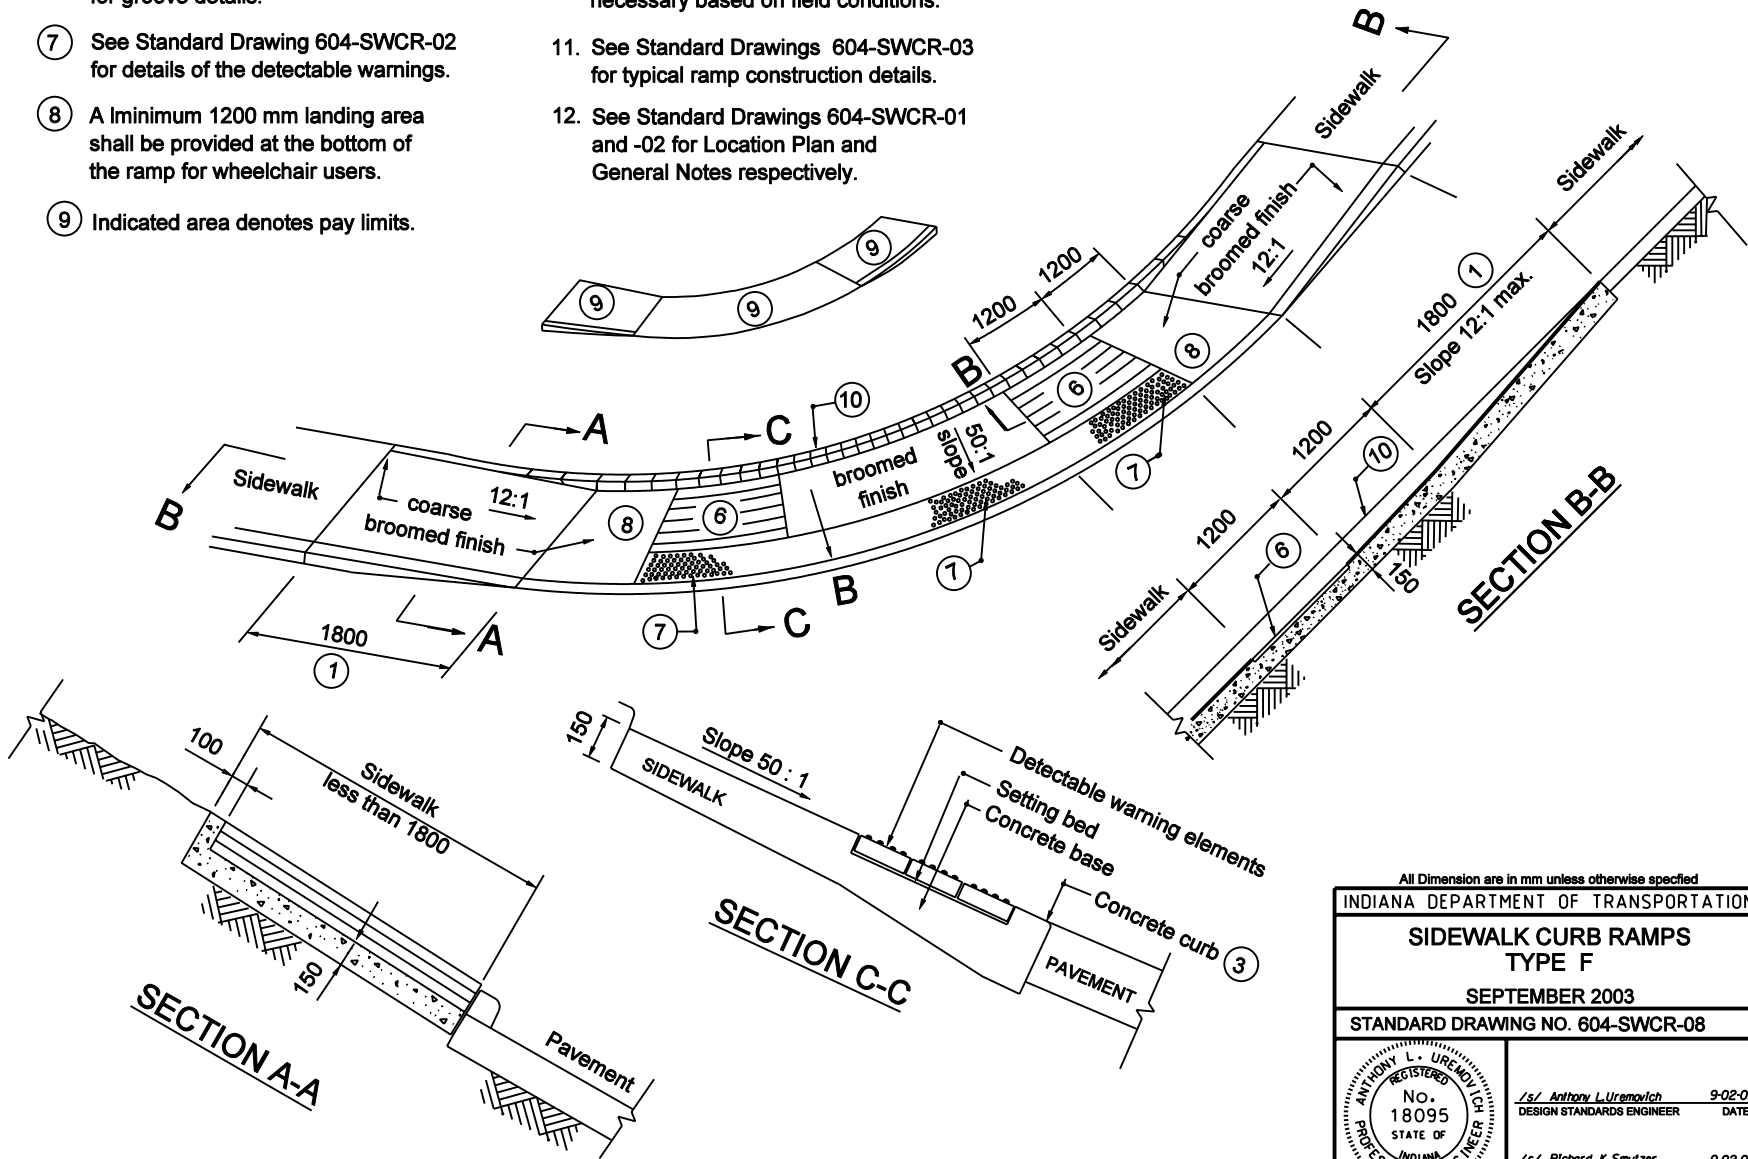 for groove details.
7 See Standard Drawing 604-SWCR-02
for details of the detectable warnings.
8 A Iminimum 1200 mm landing area
shall be provided at the bottom of
the ramp for wheelchair users.
9 Indicated area denotes pay limits.
necessary based on field conditions.
11. See Standard Drawings 604-SWCR-03
for typical ramp construction details.
12. See Standard Drawings 604-SWCR-01
and -02 for Location Plan and
General Notes respectively.
9
9
9
B
Sidewalk
coarse
broomed finish
12:1
1200
1200
8
6
B
7
10
A
C
50:1
slope
broomed
finish
7
B
Sidewalk
B
coarse
broomed finish
12:1
8
6
7
C
A
1800
1
Sidewalk
1800 1
Slope 12:1 max.
1200
10
1200
6
150
Sidewalk
SECTION B-B
100
Sidewalk
less than 1800
150
Pavement
SECTION A-A
150
Slope 50 : 1
SIDEWALK
Detectable warning elements
Setting bed
Concrete base
Concrete curb 3
PAVEMENT
SECTION C-C
All Dimension are in mm unless otherwise specfied
INDIANA DEPARTMENT OF TRANSPORTATION
SIDEWALK CURB RAMPS
TYPE F
SEPTEMBER 2003
STANDARD DRAWING NO. 604-SWCR-08
ANTHONY L. UREMOVICH
REGISTERED
No.
18095
STATE OF
INDIANA
/s/ Anthony L.Uremovich 9-02-0
DESIGN STANDARDS ENGINEER DATE
/s/ Richard K Smutzer